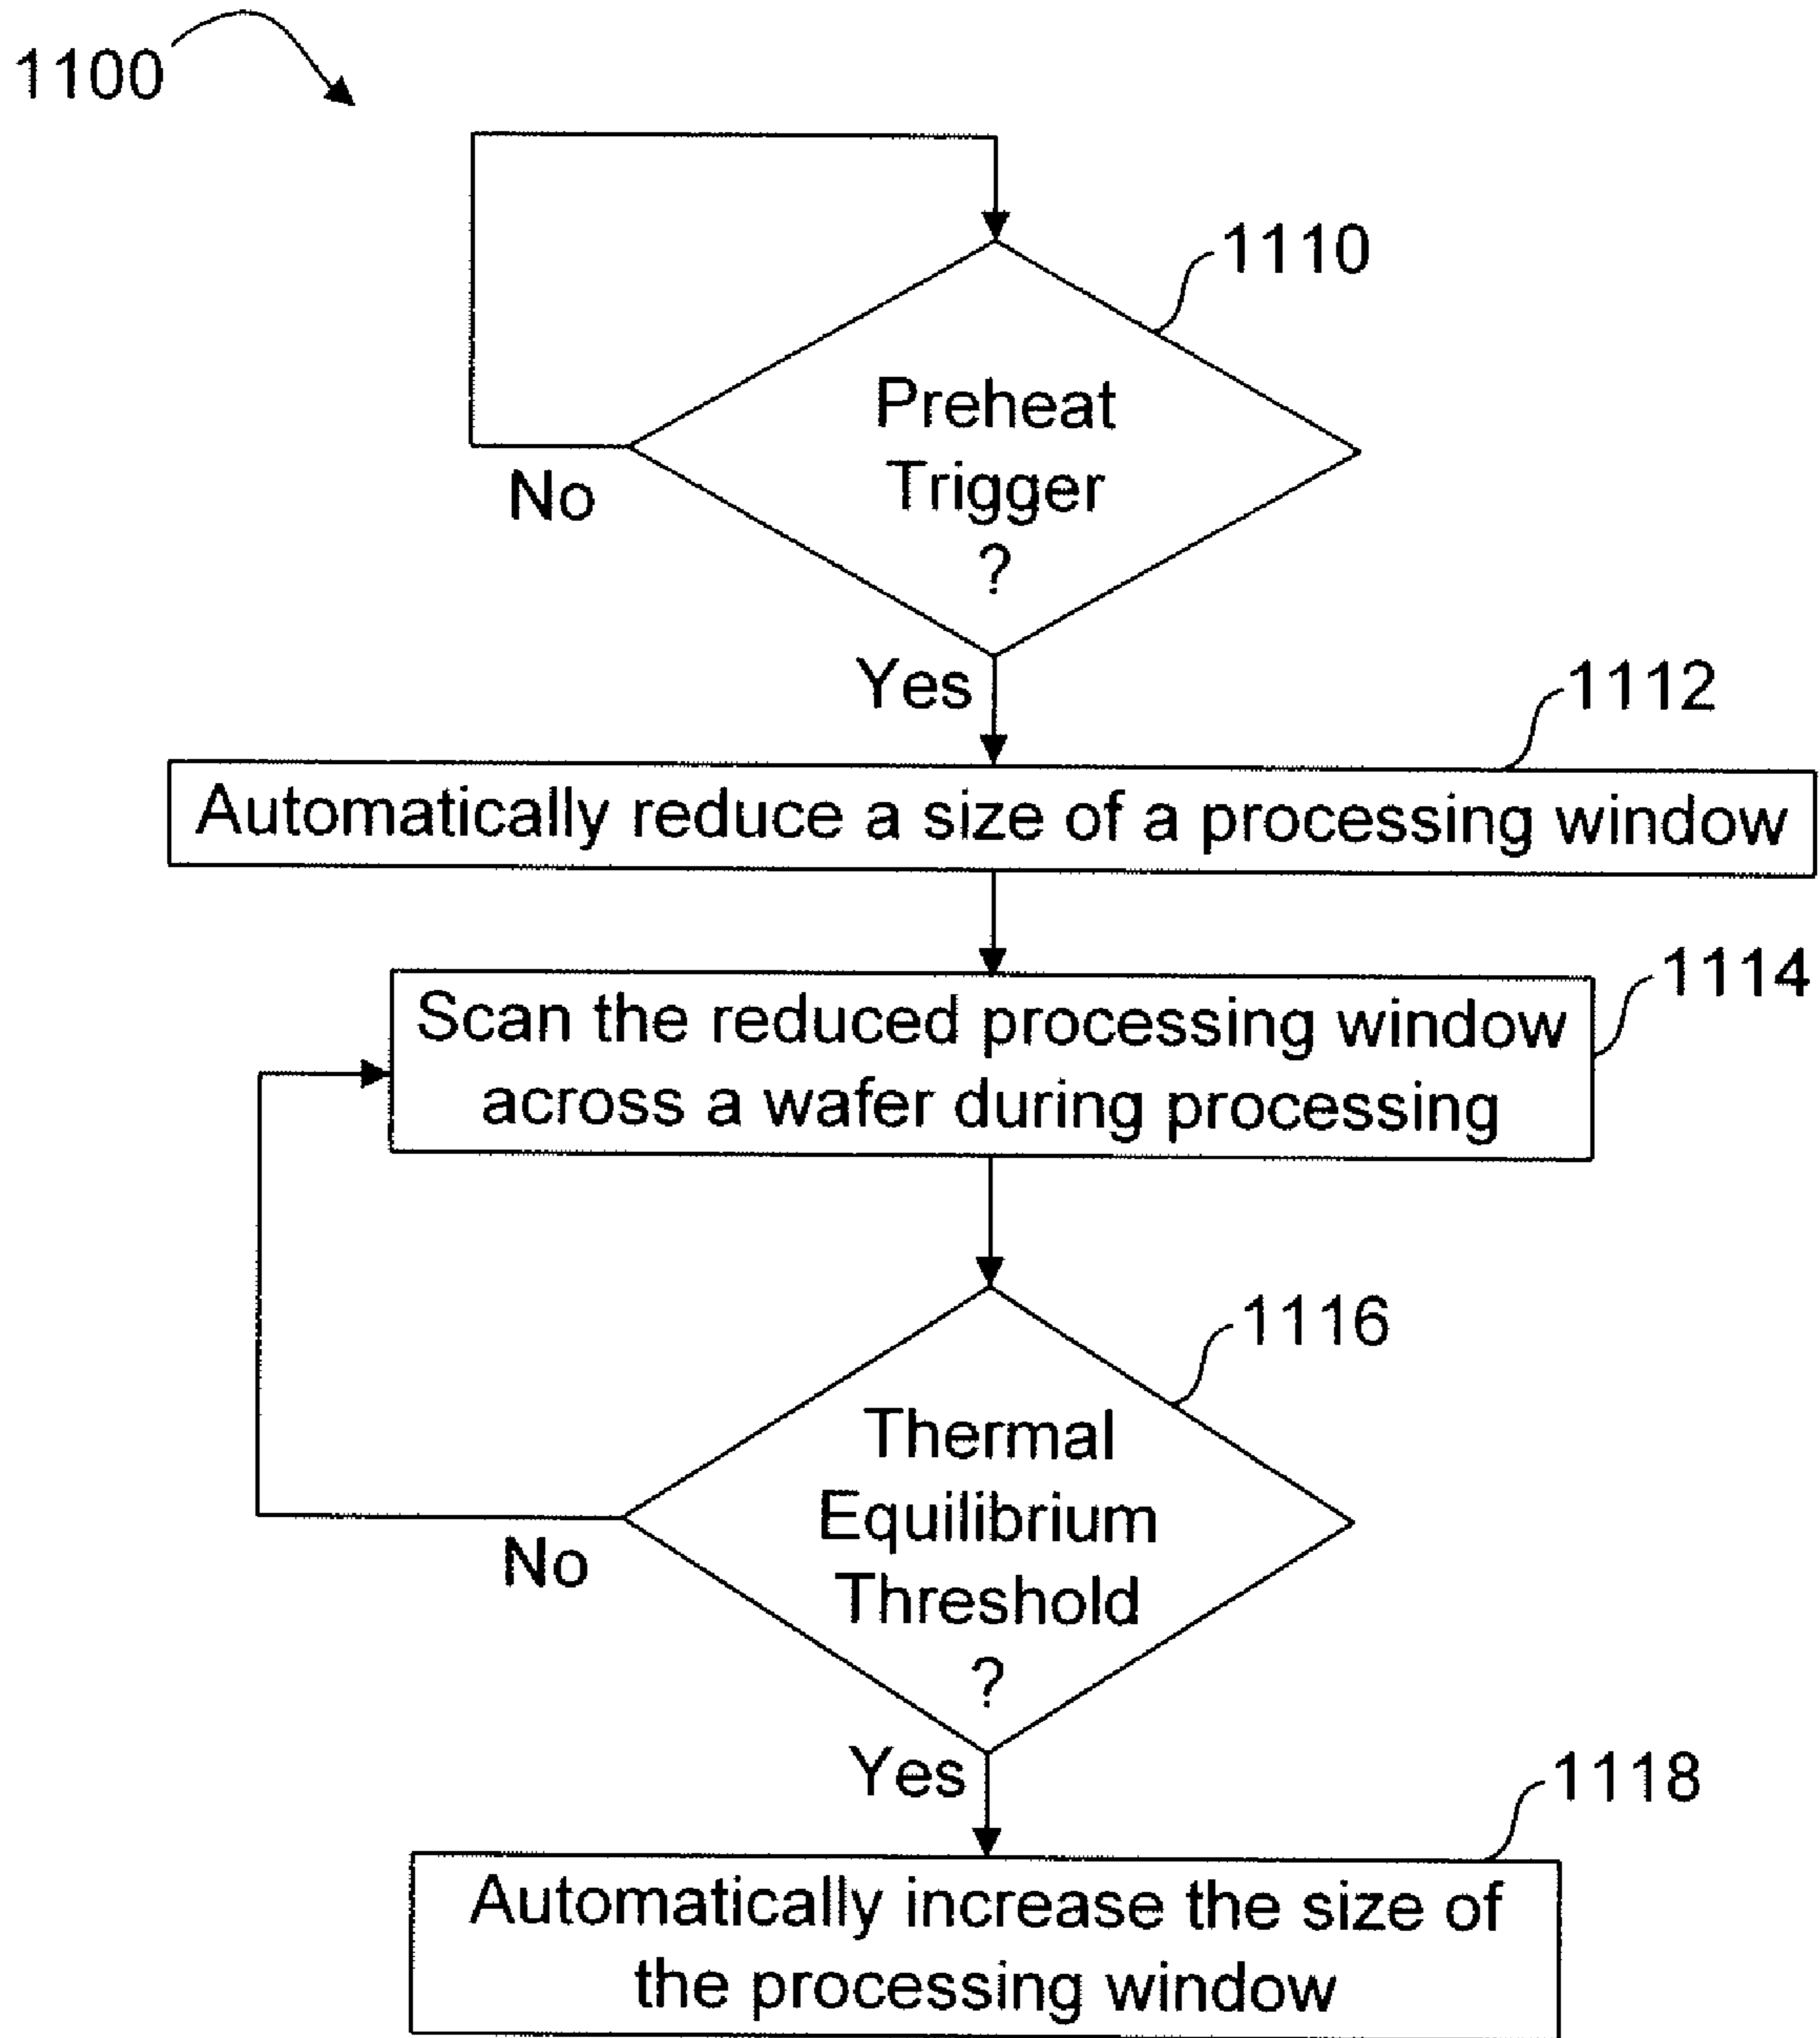 1100
1110
Preheat
Trigger
?
No
Yes
1112
Automatically reduce a size of a processing window
1114
Scan the reduced processing window
across a wafer during processing
1116
Thermal
Equilibrium
Threshold
?
No
Yes
1118
Automatically increase the size of
the processing window